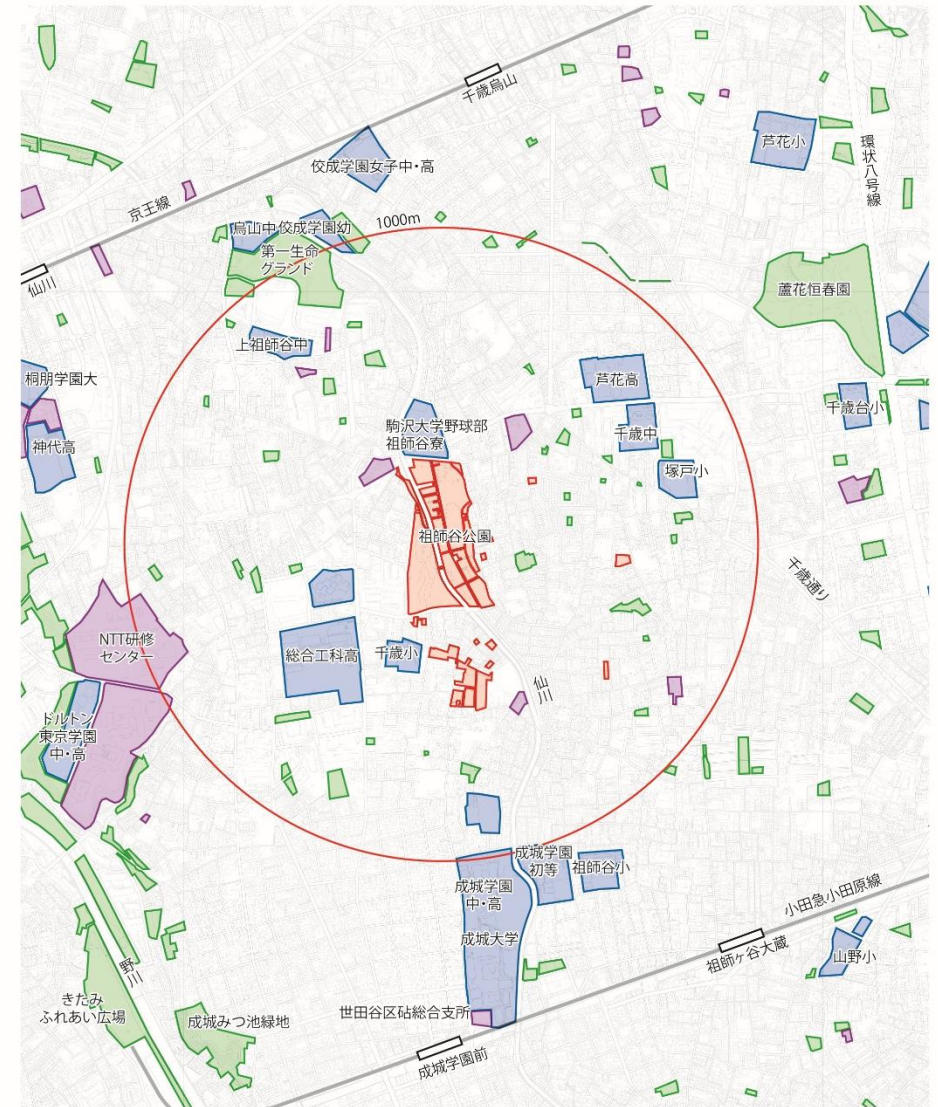 千歳烏山
芦花小
環状八号線
佼成学園女子中・高
京王線
1000m
烏山中
佼成学園幼
第一生命
グランド
仙川
蘆花恒春園
上祖師谷中
桐朋学園大
芦花高
千歳台小
駒沢大学野球部
祖師谷寮
千歳中
神代高
塚戸小
祖師谷公園
千歳通り
NTT研修
センター
総合工科高
千歳小
仙川
ドルトン
東京学園
中・高
成城学園
初等
祖師谷小
成城学園
中・高
小田急小田原線
成城大学
祖師ヶ谷大蔵
山野小
野川
きたみ
ふれあい広場
成城みつ池緑地
世田谷区砧総合支所
成城学園前